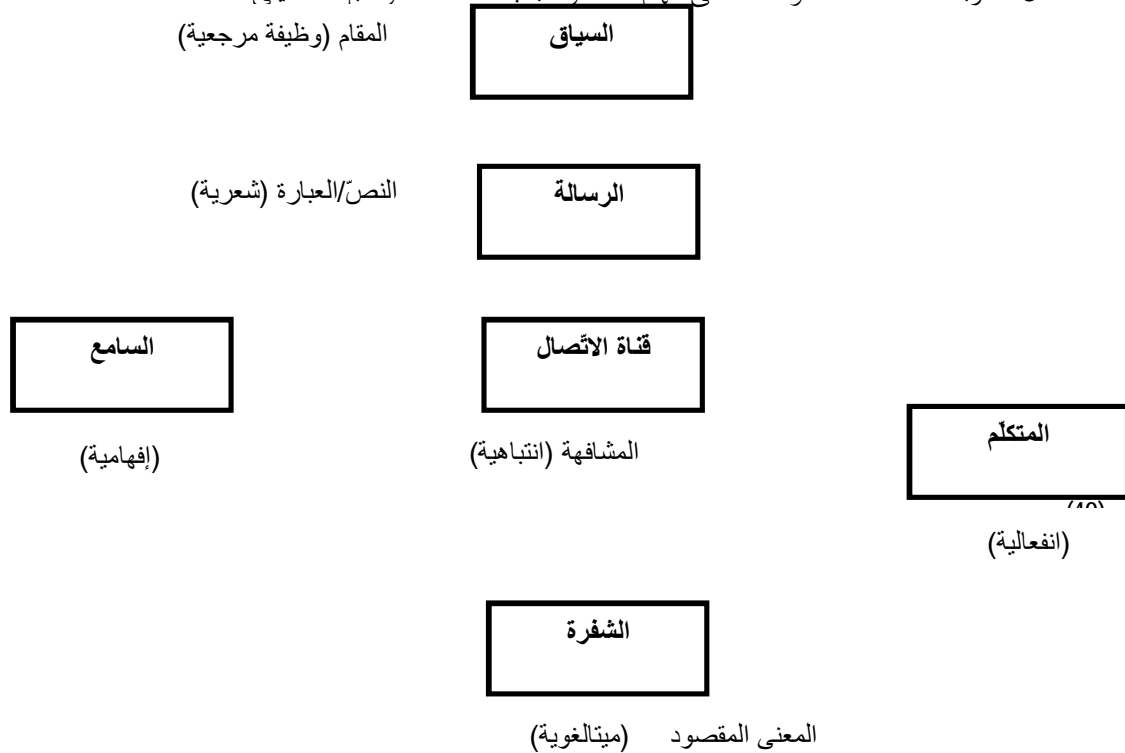 السياق
المقام (وظيفة مرجعية)
الرسالة
النصّ/العبارة (شعرية)
قناة الاتّصال
السامع
المتكلّم
المشافهة (انتباهية)
(إفهامية)
(انفعالية)
الشفرة
المعنى المقصود (ميتالغوية)